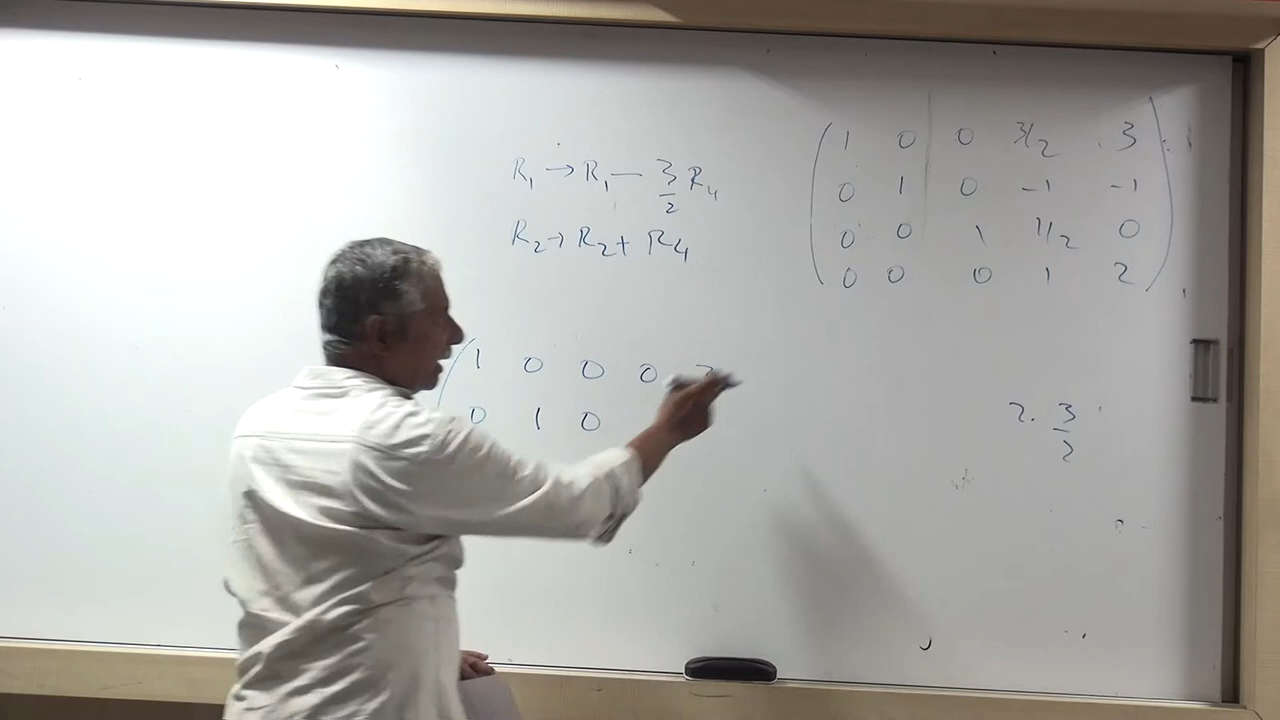 R₁ → R₁ — 3/2 R₄
R₂ → R₂ + R₄
1 0 0 3/2 3
0 1 0 -1 -1
0 0 1 1/2 0
0 0 0 1 2
1 0 0 0
0 1 0
2. 3/2